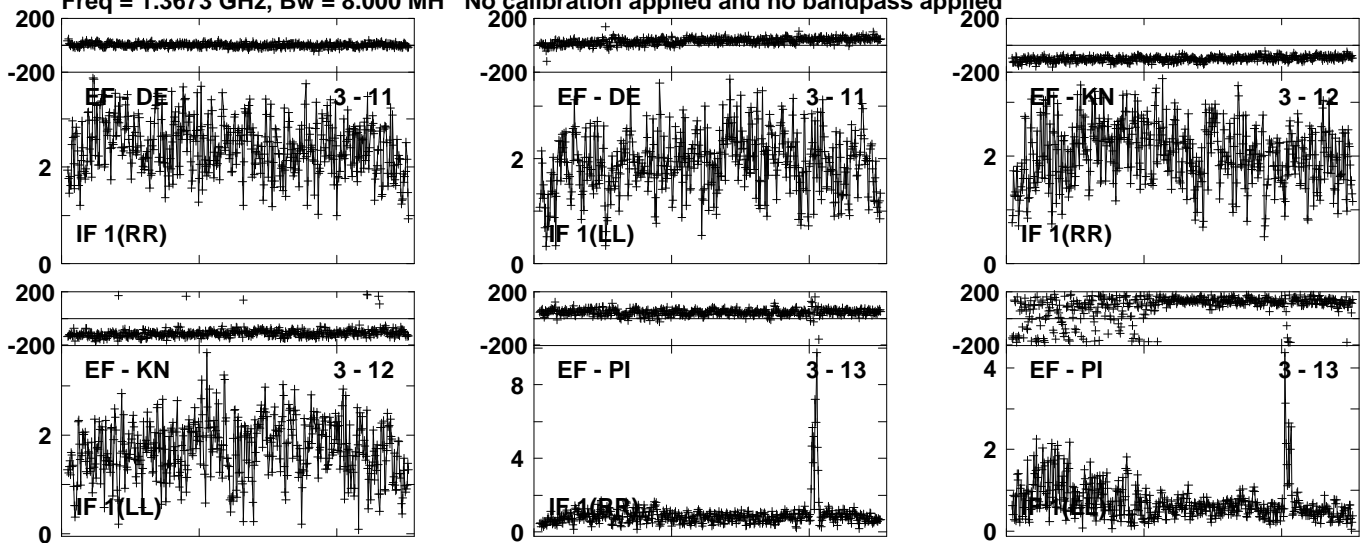 Freq = 1.3673 GHz, Bw = 8.000 MH No calibration applied and no bandpass applied
200
-200
EF - DE 3 - 11
2
IF 1(RR)
0
EF - DE 3 - 11
2
IF 1(LL)
0
200
-200
EF - KN 3 - 12
2
IF 1(RR)
0
200
-200
EF - KN 3 - 12
2
IF 1(LL)
0
200
-200
EF - PI 3 - 13
8
4
IF 1(RR)
0
200
-200
EF - PI 3 - 13
4
2
IF 1(LL)
0